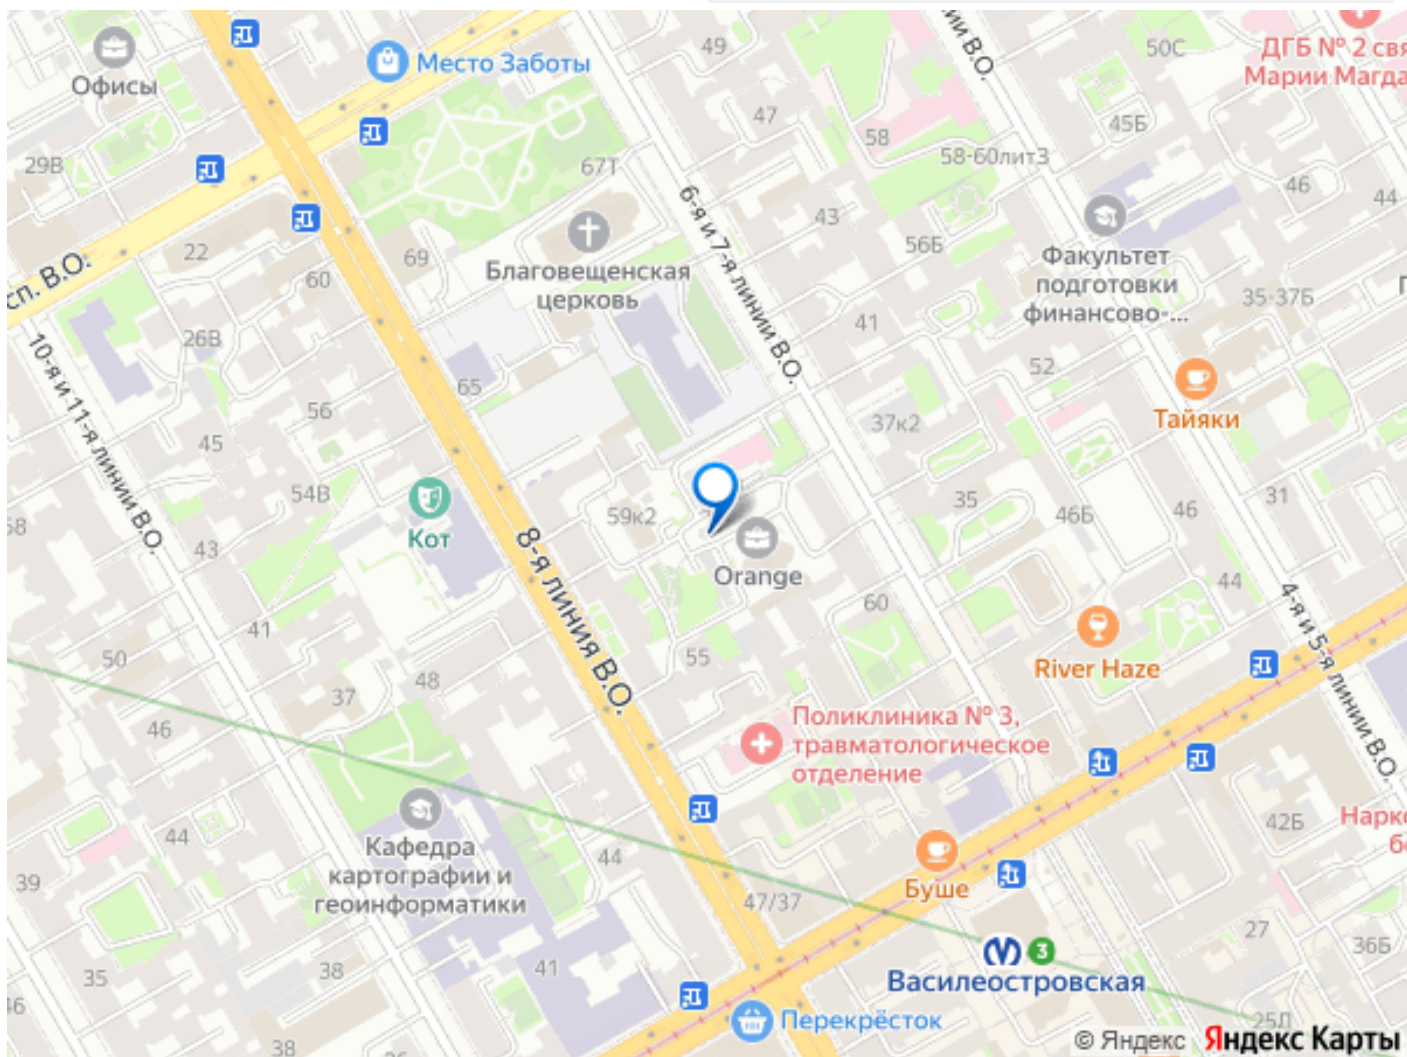 Офисы
Место Заботы
49
50С
ДГБ № 2 свя
Марии Магда
47
45Б
58
58-60лит3
29В
67Т
6-я и 7-я линии В.О.
46
44
43
56Б
22
69
60
Благовещенская
церковь
Факультет
подготовки
финансово-...
35-37Б
сп. В.О.
41
26В
10-я и 11-я линии В.О.
65
52
Тайяки
56
37к2
45
54В
Кот
59к2
35
46Б
46
31
43
8-я линия В.О.
Orange
60
44
4-я и 5-я линии В.О.
41
River Haze
50
55
48
37
46
Поликлиника № 3,
травматологическое
отделение
Кафедра
картографии и
геоинформатики
44
44
42Б
Нарко
39
Буше
47/37
27
36Б
3
Василеостровская
35
38
41
46
Перекрёсток
25Л
38
© Яндекс Яндекс Карты